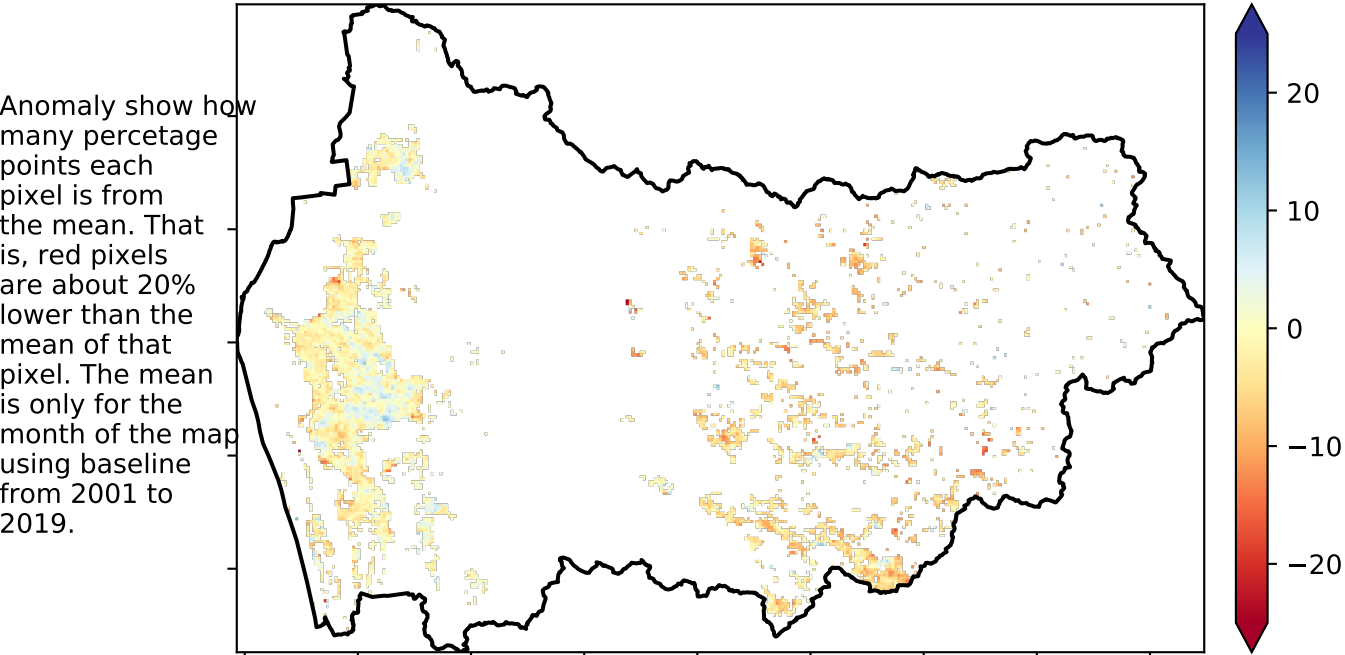 Anomaly show how
many percetage
points each
pixel is from
the mean. That
is, red pixels
are about 20%
lower than the
mean of that
pixel. The mean
is only for the
month of the map
using baseline
from 2001 to
2019.
20
10
0
−10
−20